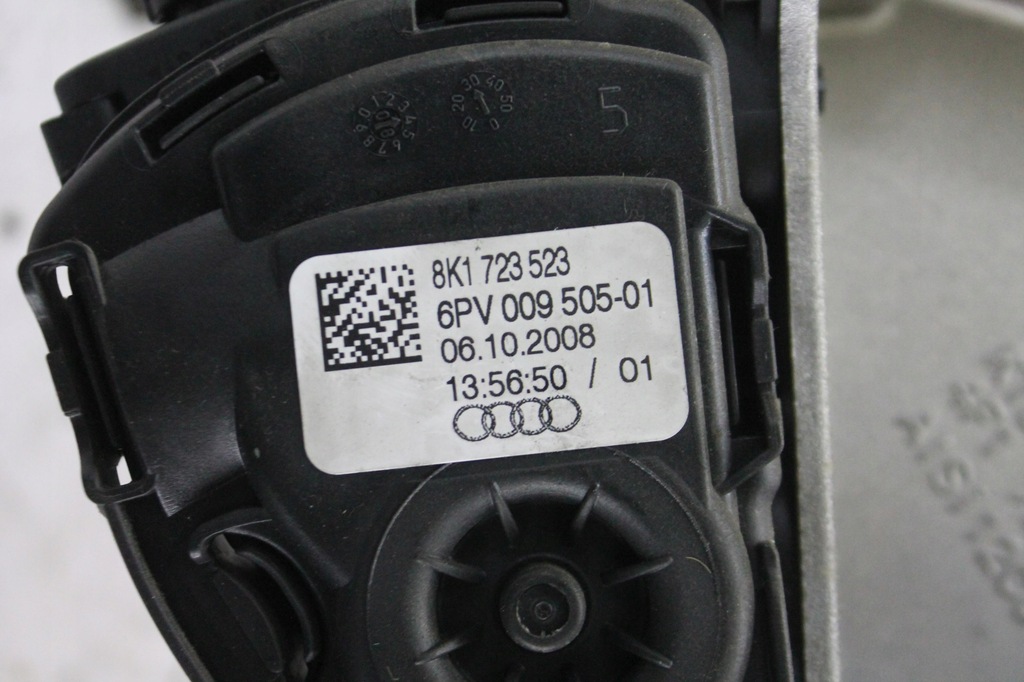 5
8K1 723 523
6PV 009 505-01
06.10.2008
13:56:50 / 01